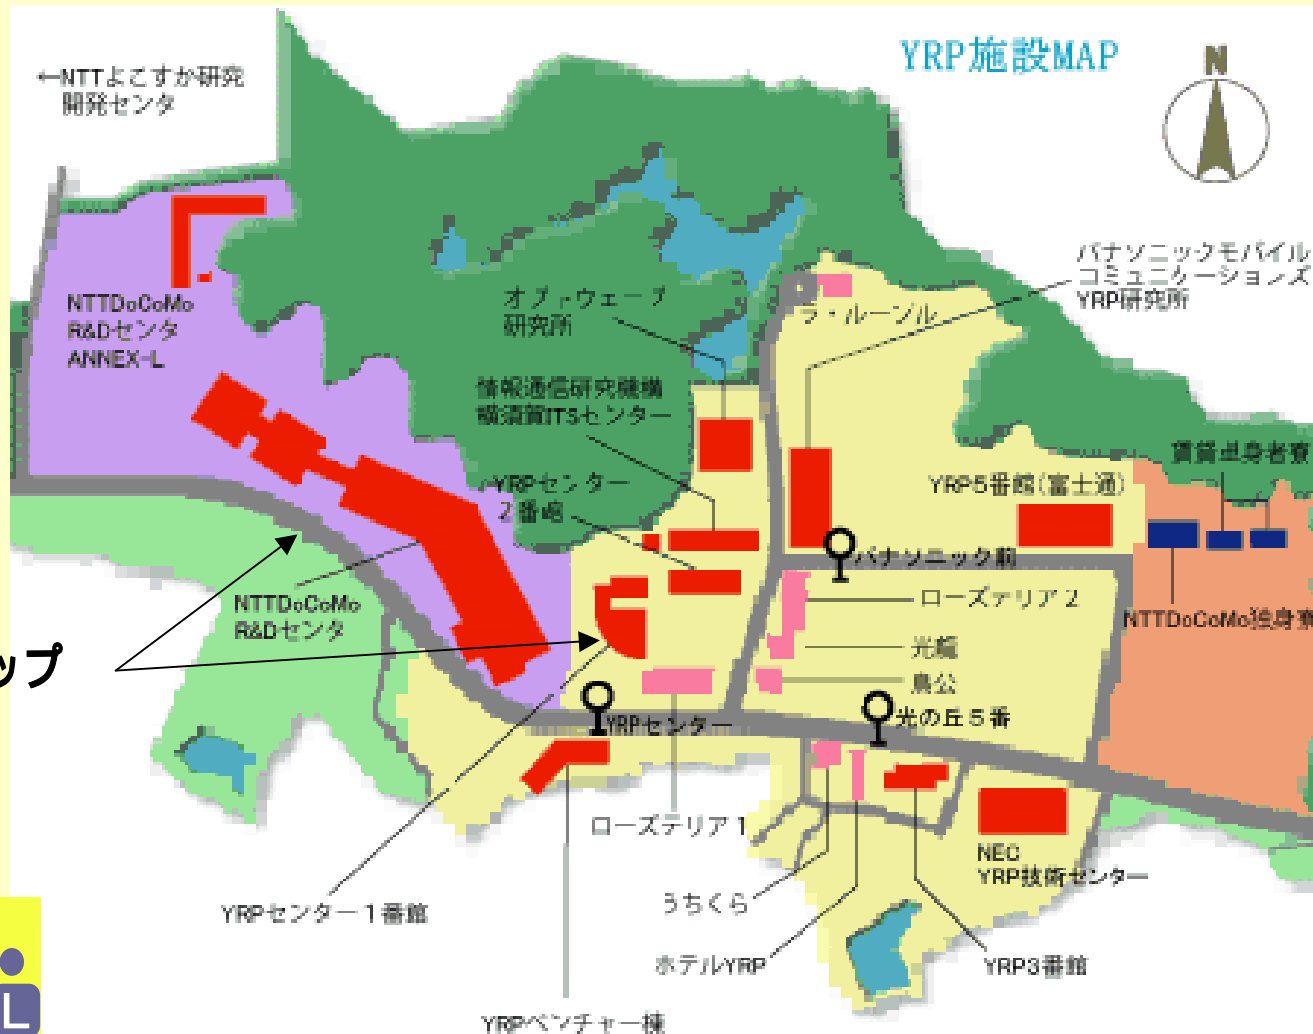 YRP施設MAP
N
←NTTよこすか研究
開発センタ
パナソニックモバイル
コミュニケーションズ
YRP研究所
NTTDoCoMo
R&Dセンタ
ANNEX-L
研究所
ラ・ルーブル
情報通信研究機構
横須賀ITSセンター
YRPセンター
2番館
YRP5番館(富士通)
賃貸単身者寮
パナソニック前
ローズテリア2
NTTDoCoMo
R&Dセンタ
NTTDoCoMo独身寮
ップ
鳥公
YRPセンター
光の丘5番
ローズテリア1
NEC
YRP技術センター
うちくら
YRPセンター1番館
ホテルYRP
YRP3番館
YRPベンチャー棟
L